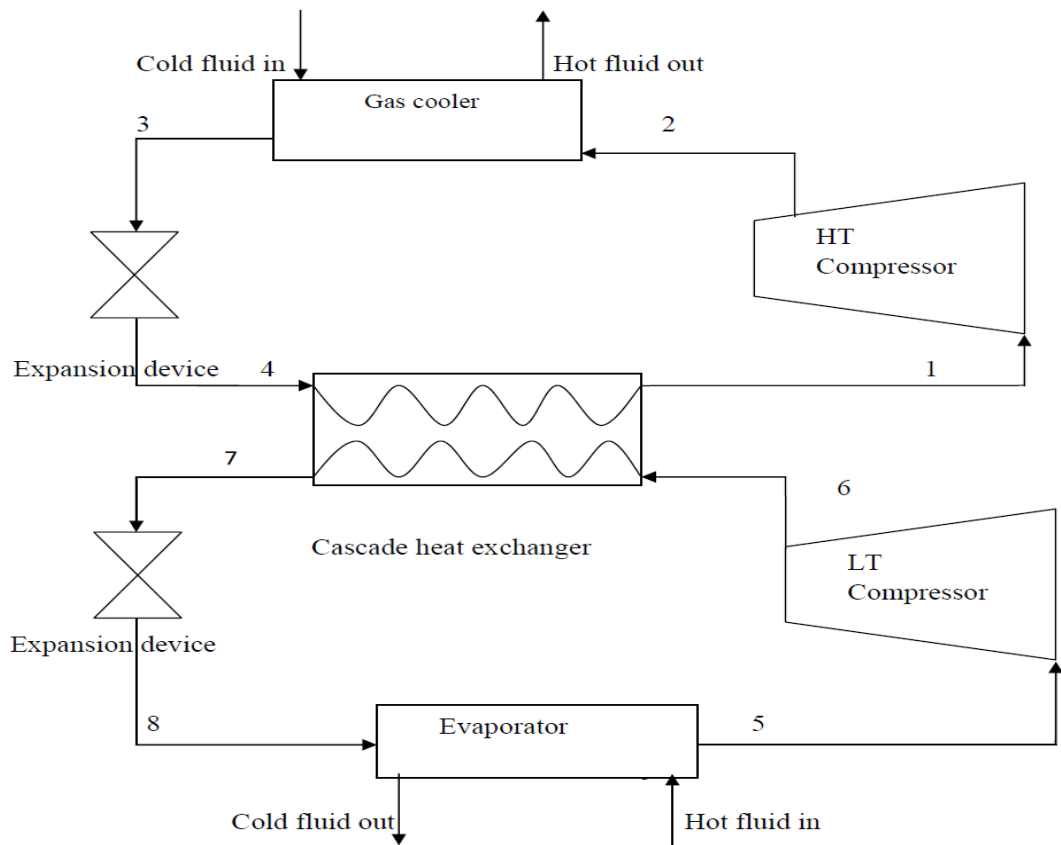 Cold fluid in
Hot fluid out
Gas cooler
3
2
HT
Compressor
Expansion device
4
1
7
6
Cascade heat exchanger
LT
Compressor
Expansion device
8
Evaporator
5
Cold fluid out
Hot fluid in